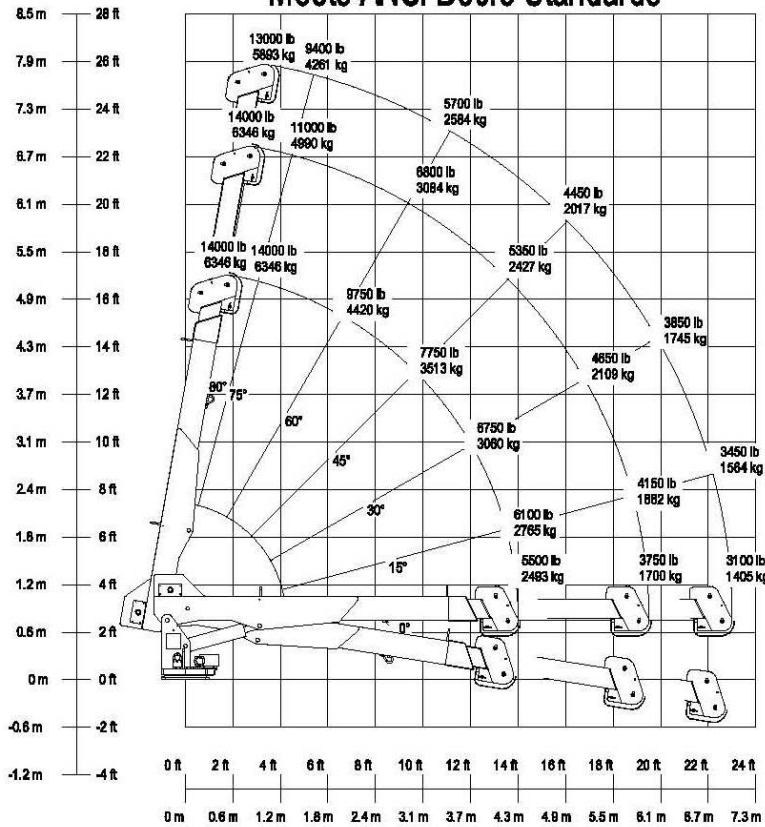 Meets ANSI Standards
8.5 m 28 ft
13000 lb
5893 kg
9400 lb
4261 kg
7.9 m 26 ft
5700 lb
2584 kg
7.3 m 24 ft
14000 lb
6346 kg
11000 lb
4990 kg
6.7 m 22 ft
6800 lb
3084 kg
4450 lb
2017 kg
6.1 m 20 ft
14000 lb
6346 kg
14000 lb
6346 kg
5350 lb
2427 kg
5.5 m 18 ft
9750 lb
4420 kg
4.9 m 16 ft
3850 lb
1745 kg
4.3 m 14 ft
7750 lb
3513 kg
4650 lb
2109 kg
80°
75°
3.7 m 12 ft
60°
6750 lb
3060 kg
3.1 m 10 ft
45°
3450 lb
1564 kg
2.4 m 8 ft
4150 lb
1882 kg
30°
6100 lb
2765 kg
1.8 m 6 ft
15°
5500 lb
2493 kg
3750 lb
1700 kg
3100 lb
1405 kg
1.2 m 4 ft
0.6 m 2 ft
0°
0 m 0 ft
-0.6 m -2 ft
-1.2 m -4 ft
0 ft 2 ft 4 ft 6 ft 8 ft 10 ft 12 ft 14 ft 16 ft 18 ft 20 ft 22 ft 24 ft
0 m 0.6 m 1.2 m 1.8 m 2.4 m 3.1 m 3.7 m 4.3 m 4.9 m 5.5 m 6.1 m 6.7 m 7.3 m